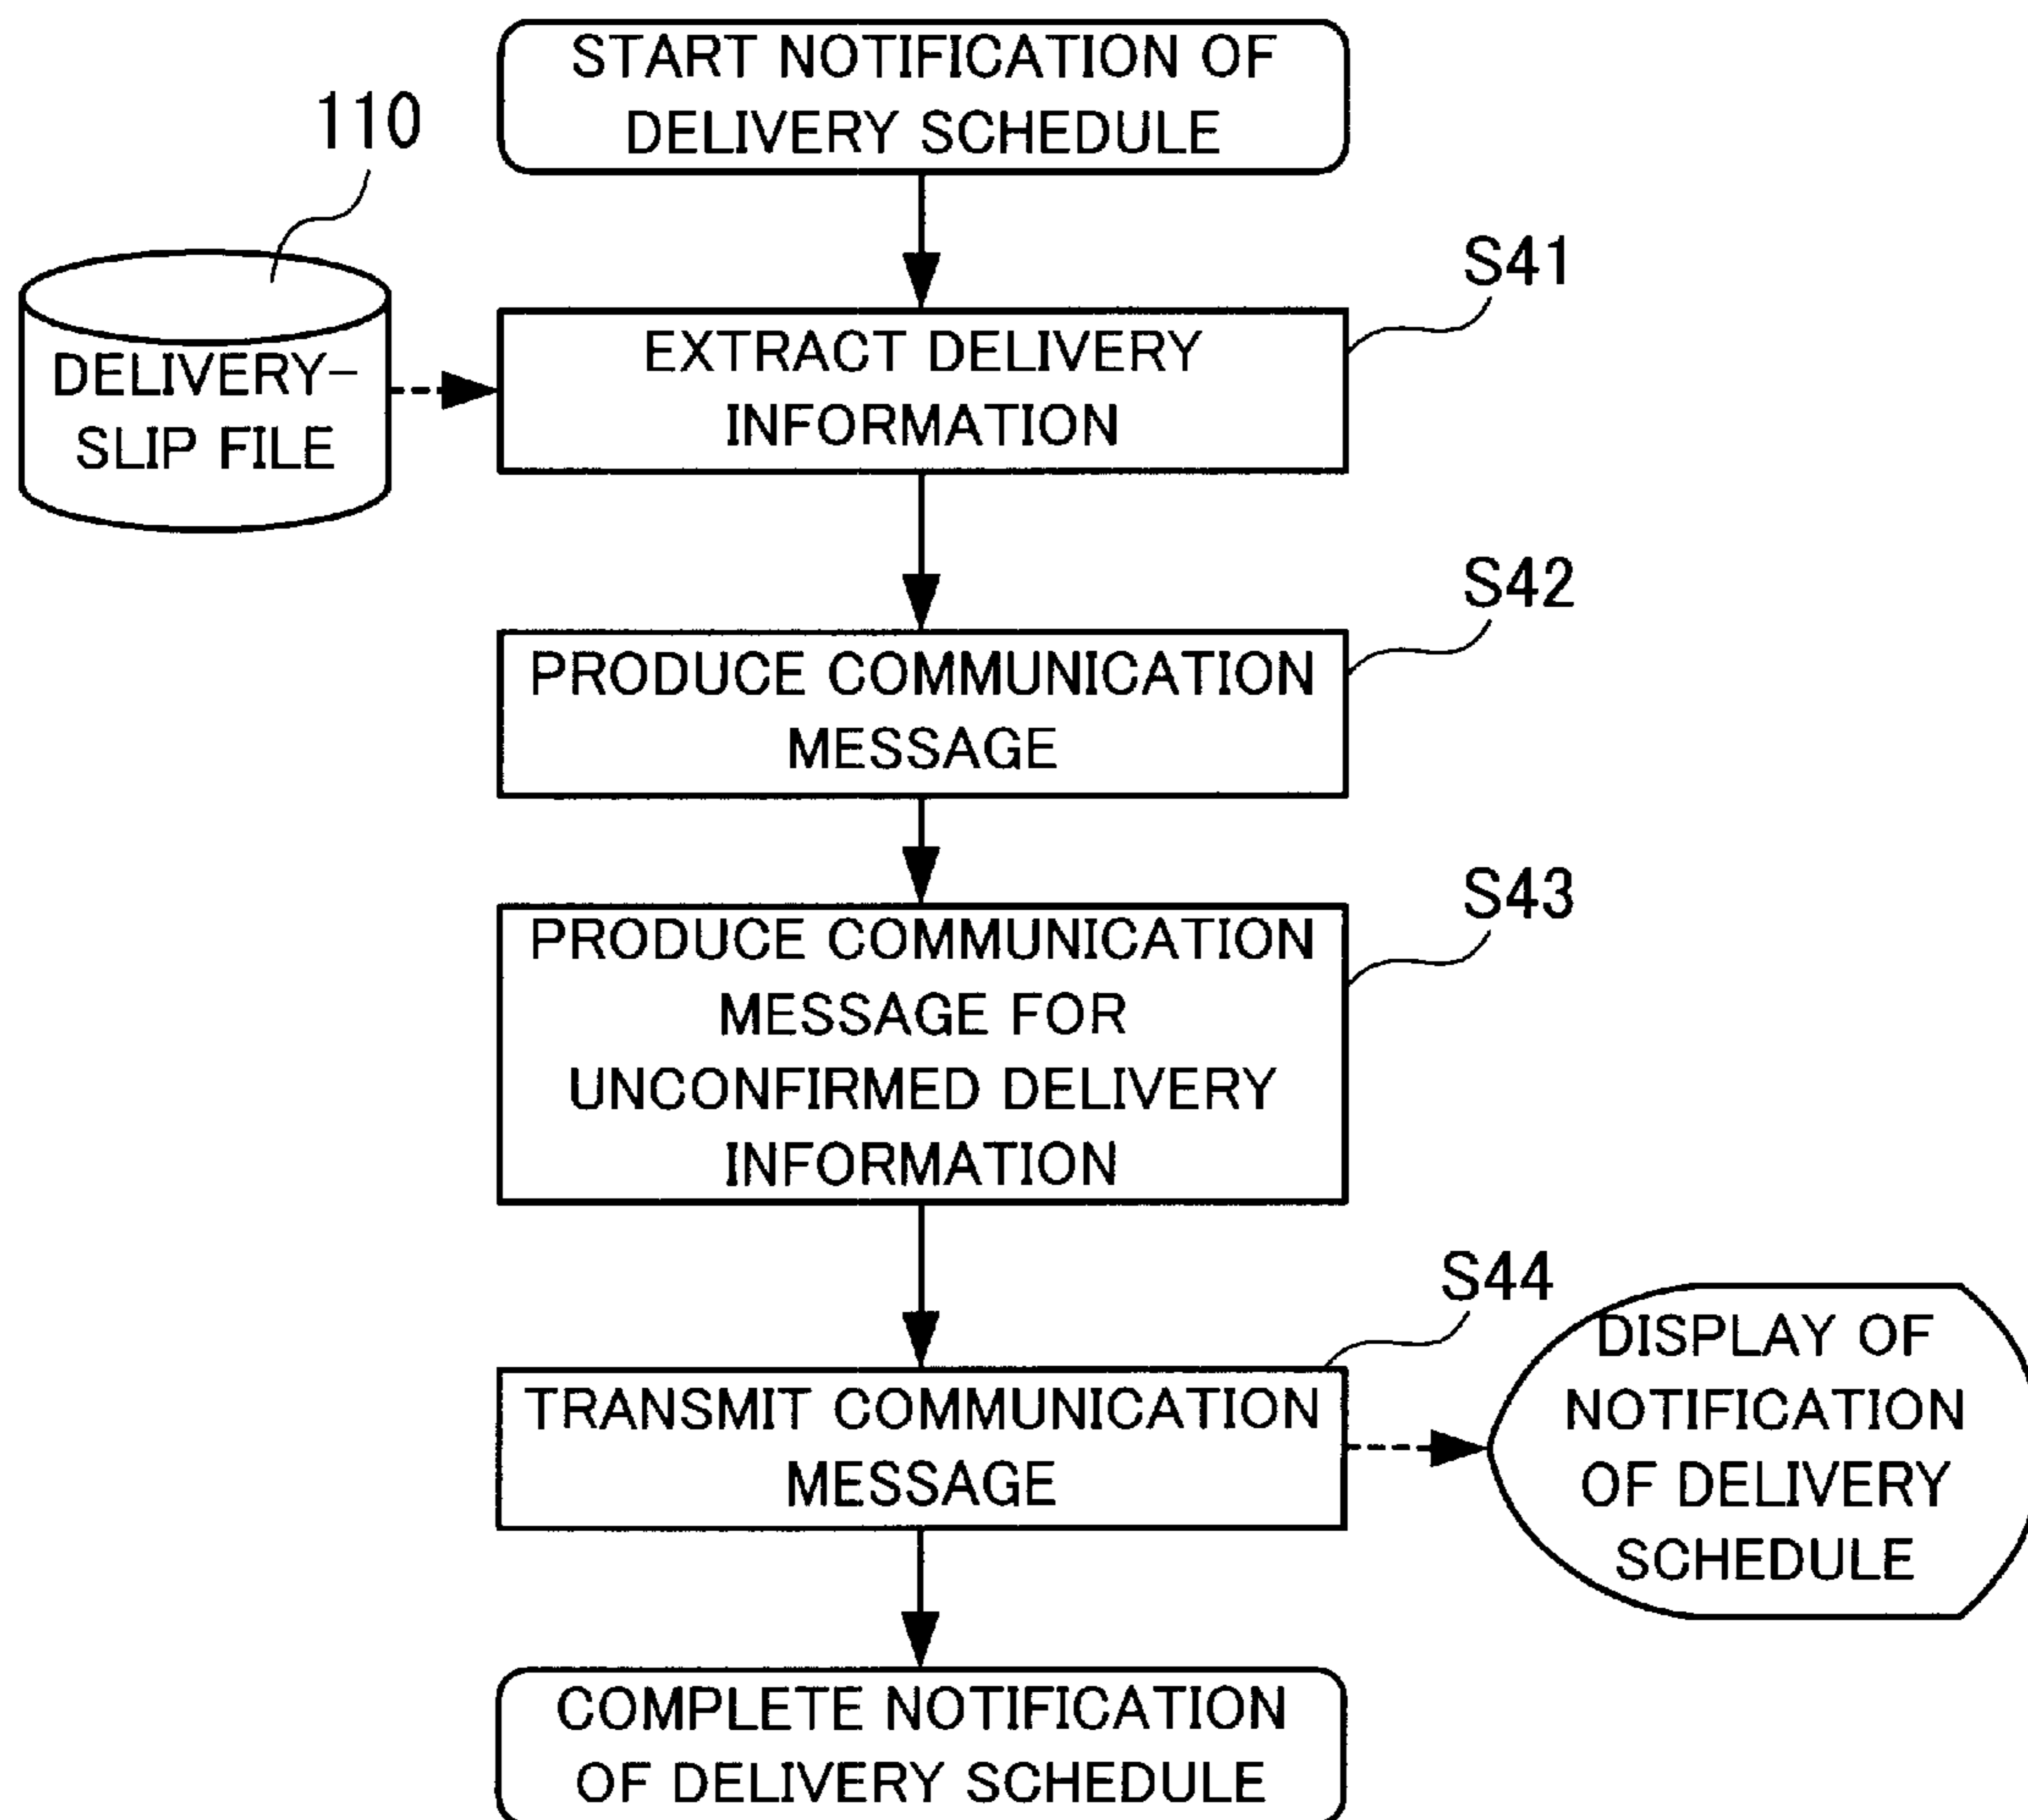 START NOTIFICATION OF
DELIVERY SCHEDULE
110
DELIVERY-
SLIP FILE
S41
EXTRACT DELIVERY
INFORMATION
S42
PRODUCE COMMUNICATION
MESSAGE
S43
PRODUCE COMMUNICATION
MESSAGE FOR
UNCONFIRMED DELIVERY
INFORMATION
S44
TRANSMIT COMMUNICATION
MESSAGE
DISPLAY OF
NOTIFICATION
OF DELIVERY
SCHEDULE
COMPLETE NOTIFICATION
OF DELIVERY SCHEDULE